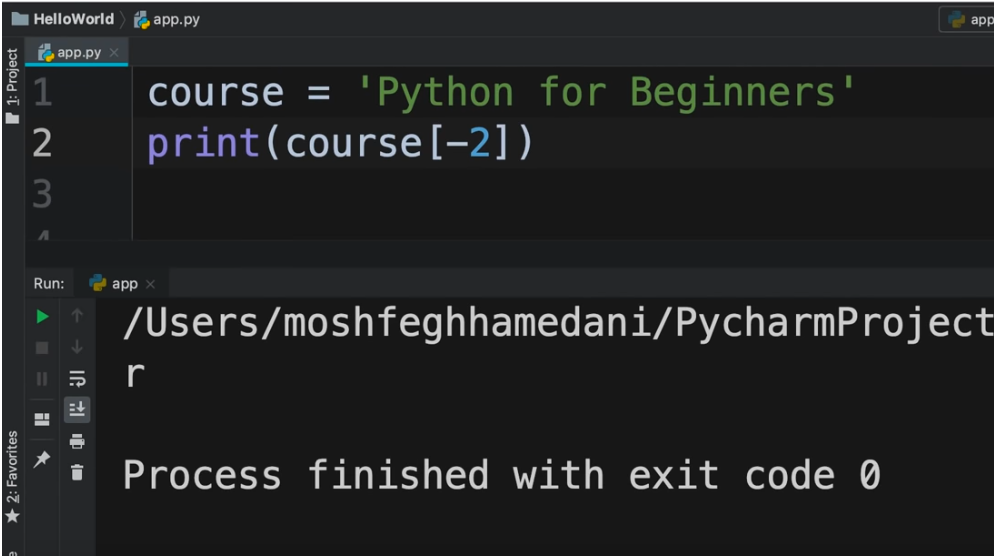 HelloWorld app.py
app
app.py
1: Project
1 course = 'Python for Beginners'
2 print(course[-2])
3
4
Run: app
/Users/moshfeghhamedani/PycharmProject
r
Process finished with exit code 0
2: Favorites